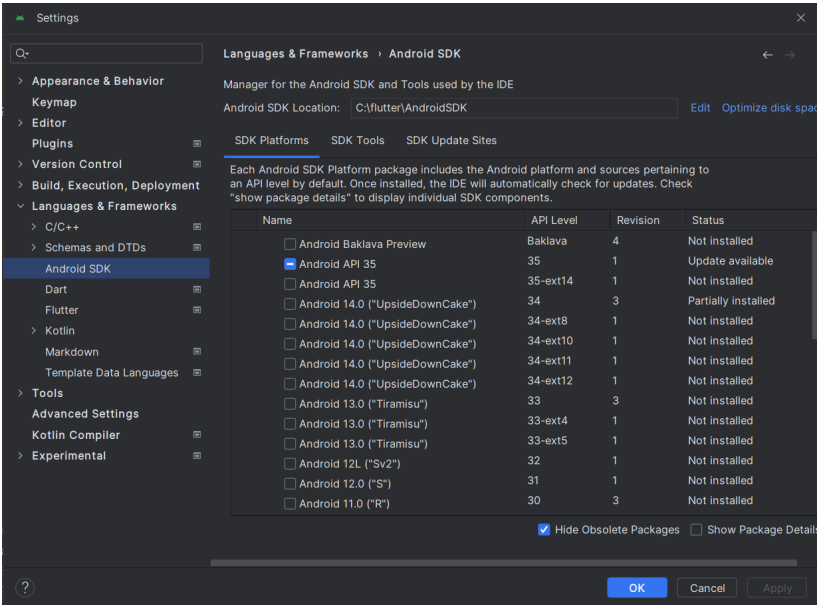 Settings
Languages & Frameworks › Android SDK
Appearance & Behavior
Keymap
Editor
Plugins
Version Control
Build, Execution, Deployment
Languages & Frameworks
C/C++
Schemas and DTDs
Android SDK
Dart
Flutter
Kotlin
Markdown
Template Data Languages
Tools
Advanced Settings
Kotlin Compiler
Experimental
Manager for the Android SDK and Tools used by the IDE
Android SDK Location: C:\flutter\AndroidSDK Edit Optimize disk spac
SDK Platforms SDK Tools SDK Update Sites
Each Android SDK Platform package includes the Android platform and sources pertaining to
an API level by default. Once installed, the IDE will automatically check for updates. Check
"show package details" to display individual SDK components.
Name API Level Revision Status
Android Baklava Preview Baklava 4 Not installed
Android API 35 35 1 Update available
Android API 35 35-ext14 1 Not installed
Android 14.0 ("UpsideDownCake") 34 3 Partially installed
Android 14.0 ("UpsideDownCake") 34-ext8 1 Not installed
Android 14.0 ("UpsideDownCake") 34-ext10 1 Not installed
Android 14.0 ("UpsideDownCake") 34-ext11 1 Not installed
Android 14.0 ("UpsideDownCake") 34-ext12 1 Not installed
Android 13.0 ("Tiramisu") 33 3 Not installed
Android 13.0 ("Tiramisu") 33-ext4 1 Not installed
Android 13.0 ("Tiramisu") 33-ext5 1 Not installed
Android 12L ("Sv2") 32 1 Not installed
Android 12.0 ("S") 31 1 Not installed
Android 11.0 ("R") 30 3 Not installed
Hide Obsolete Packages Show Package Details
? OK Cancel Apply